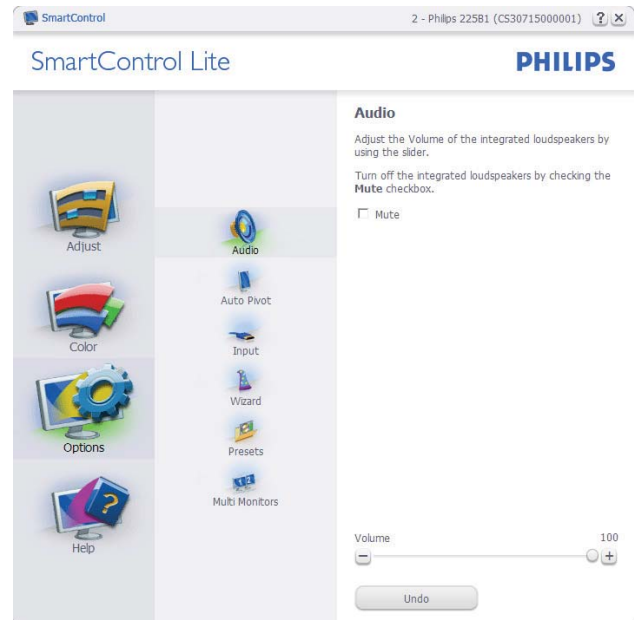 SmartControl
2 - Philips 225B1 (CS30715000001)
?
SmartControl Lite
PHILIPS
Adjust
Color
Options
?
Help
Audio
Auto Pivot
Input
Wizard
Presets
1 2
Multi Monitors
Audio
Adjust the Volume of the integrated loudspeakers by
using the slider.
Turn off the integrated loudspeakers by checking the
Mute checkbox.
Mute
Volume
100
Undo